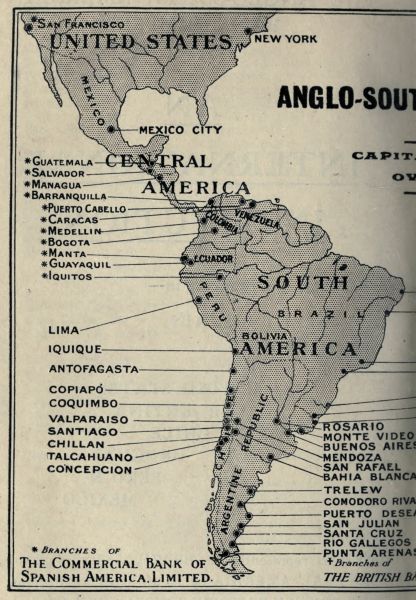 *SAN FRANCISCO
UNITED STATES
NEW YORK
MEXICO
ANGLO-SOUT
MEXICO CITY
CAPITA
OV
*GUATEMALA
CENTRAL
*SALVADOR
*MANAGUA
AMERICA
*BARRANQUILLA
*PUERTO CABELLO
*CARACAS
COLOMBIA
VENEZUELA
*MEDELLIN
*BOGOTA
*MANTA
ECUADOR
*GUAYAQUIL
*IQUITOS
SOUTH
PERU
BRAZIL
LIMA
BOLIVIA
IQUIQUE
AMERICA
ANTOFAGASTA
COPIAPÓ
COQUIMBO
CHILE
ARGENTINE REPUBLIC
VALPARAISO
SANTIAGO
CHILLAN
TALCAHUANO
CONCEPCION
ROSARIO
MONTE VIDEO
BUENOS AIRES
MENDOZA
SAN RAFAEL
BAHIA BLANCA
TRELEW
COMODORO RIVA
PUERTO DESEA
SAN JULIAN
SANTA CRUZ
RIO GALLEGOS
PUNTA ARENAS
* BRANCHES OF
THE COMMERCIAL BANK OF
SPANISH AMERICA, LIMITED.
† Branches of
THE BRITISH BA